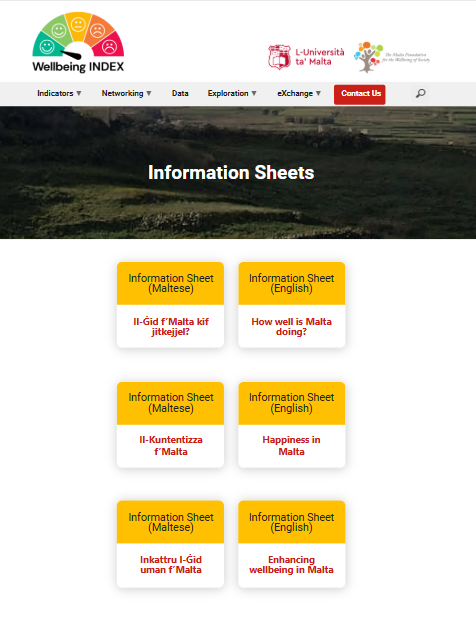 Wellbeing INDEX
L-Università
ta' Malta
The Malta Foundation
for the Wellbeing of Society
Indicators ▼ Networking ▼ Data Exploration ▼ eXchange ▼ Contact Us
Information Sheets
Information Sheet
(Maltese)
Il-Ġid f'Malta kif
jitkejjel?
Information Sheet
(English)
How well is Malta
doing?
Information Sheet
(Maltese)
Il-Kuntentizza
f'Malta
Information Sheet
(English)
Happiness in
Malta
Information Sheet
(Maltese)
Inkattru l-Ġid
uman f'Malta
Information Sheet
(English)
Enhancing
wellbeing in Malta